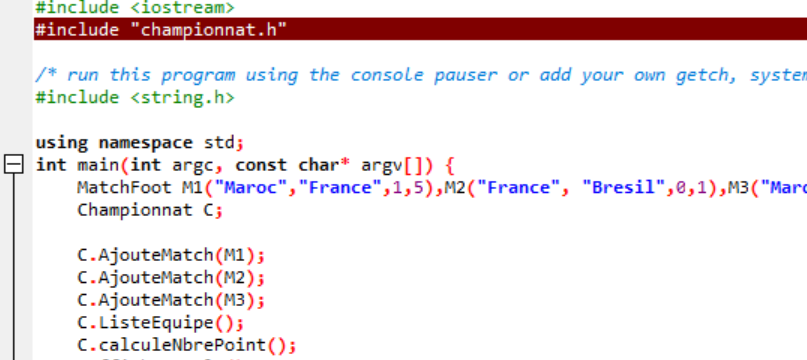 #include <iostream>
#include "championnat.h"
/* run this program using the console pauser or add your own getch, system
#include <string.h>
using namespace std;
int main(int argc, const char* argv[]) {
MatchFoot M1("Maroc","France",1,5),M2("France", "Bresil",0,1),M3("Maroc
Championnat C;
C.AjouteMatch(M1);
C.AjouteMatch(M2);
C.AjouteMatch(M3);
C.ListeEquipe();
C.calculeNbrePoint();